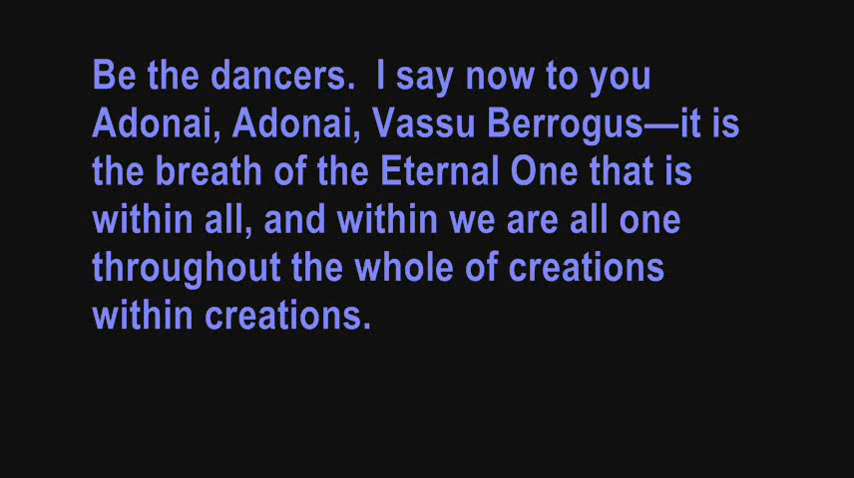 Be the dancers.  I say now to you
Adonai, Adonai, Vassu Berrogus—it is
the breath of the Eternal One that is
within all, and within we are all one
throughout the whole of creations
within creations.